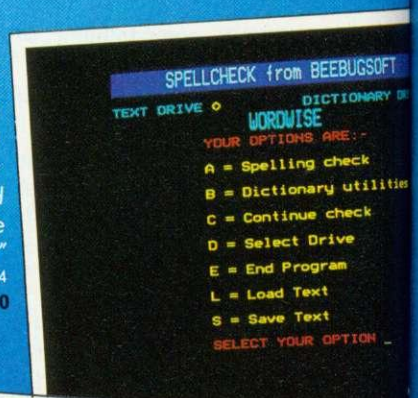 SPELLCHECK from BEEBUGSOFT
TEXT DRIVE 0 DICTIONARY
WORDWISE
YOUR OPTIONS ARE:-
A = Spelling check
B = Dictionary utilities
C = Continue check
D = Select Drive
E = End Program
L = Load Text
S = Save Text
SELECT YOUR OPTION _